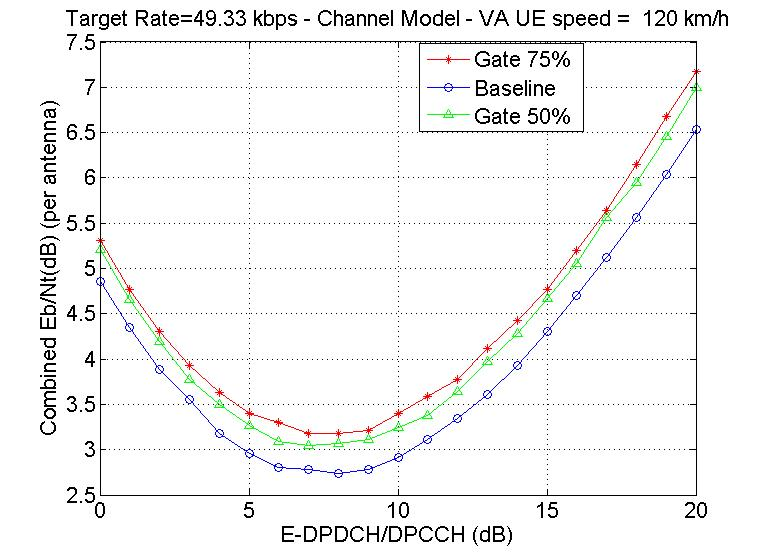 Target Rate=49.33 kbps - Channel Model - VA UE speed =  120 km/h
7.5
7
6.5
6
5.5
5
4.5
4
3.5
3
2.5
Combined Eb/Nt(dB) (per antenna)
Gate 75%
Baseline
Gate 50%
0
5
10
15
20
E-DPDCH/DPCCH (dB)